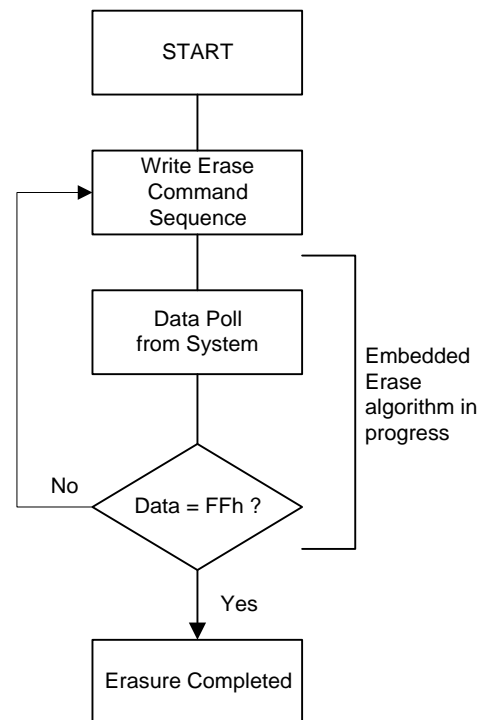 START
Write Erase
Command
Sequence
Data Poll
from System
Embedded
Erase
algorithm in
progress
No
Data = FFh ?
Yes
Erasure Completed